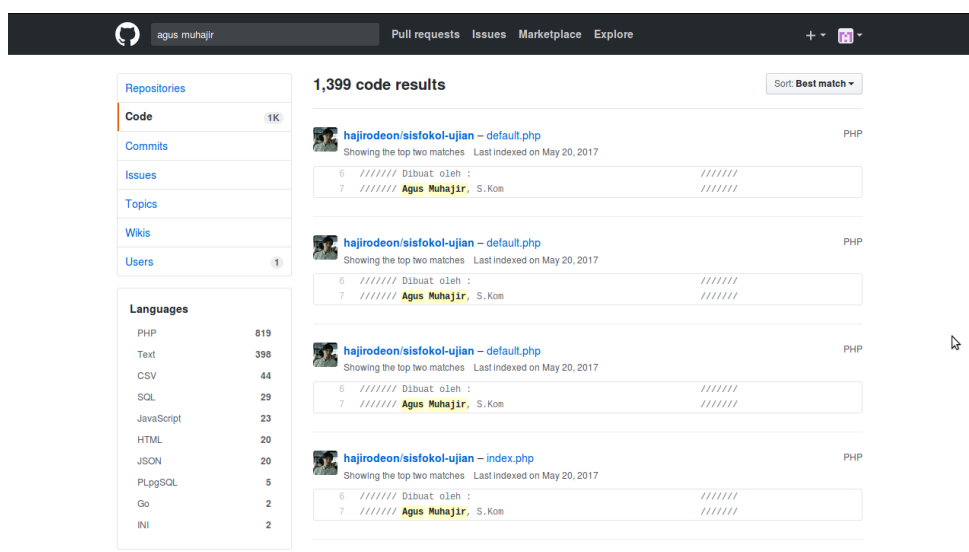 agus muhajir Pull requests Issues Marketplace Explore
Repositories
Code 1K
Commits
Issues
Topics
Wikis
Users 1
Languages
PHP 819
Text 398
CSV 44
SQL 29
JavaScript 23
HTML 20
JSON 20
PLpgSQL 5
Go 2
INI 2
1,399 code results
Sort: Best match
hajirodeon/sisfokol-ujian – default.php PHP
Showing the top two matches Last indexed on May 20, 2017
6 /////// Dibuat oleh : ///////
7 /////// Agus Muhajir, S.Kom ///////
hajirodeon/sisfokol-ujian – default.php PHP
Showing the top two matches Last indexed on May 20, 2017
6 /////// Dibuat oleh : ///////
7 /////// Agus Muhajir, S.Kom ///////
hajirodeon/sisfokol-ujian – default.php PHP
Showing the top two matches Last indexed on May 20, 2017
6 /////// Dibuat oleh : ///////
7 /////// Agus Muhajir, S.Kom ///////
hajirodeon/sisfokol-ujian – index.php PHP
Showing the top two matches Last indexed on May 20, 2017
6 /////// Dibuat oleh : ///////
7 /////// Agus Muhajir, S.Kom ///////